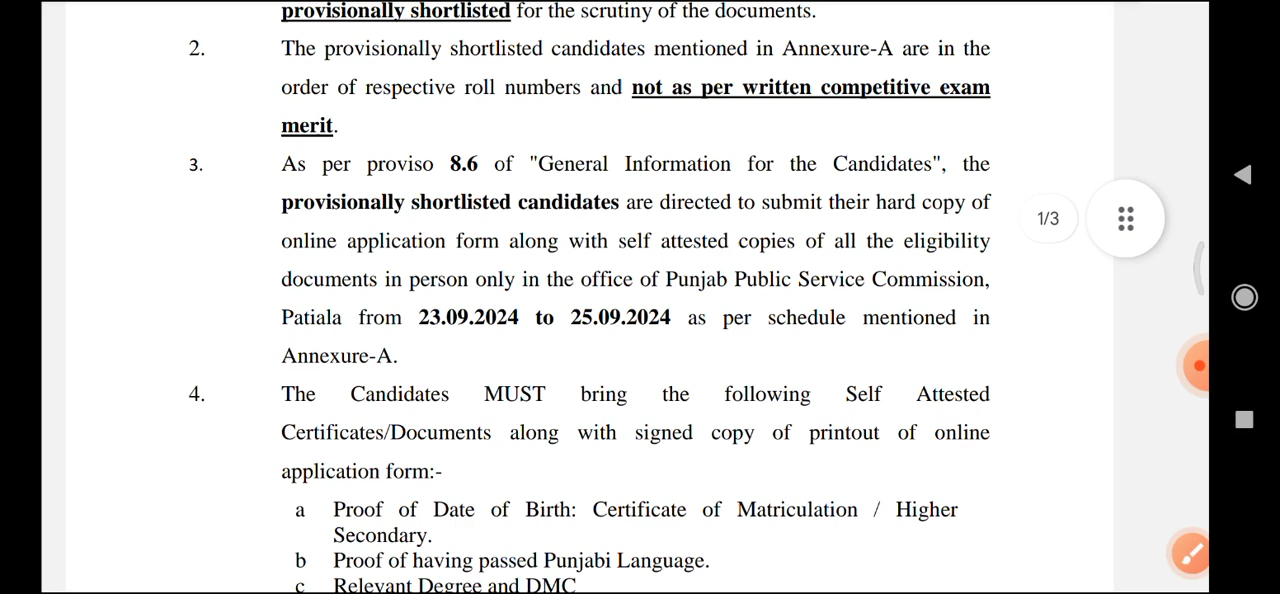 provisionally shortlisted for the scrutiny of the documents.
2. The provisionally shortlisted candidates mentioned in Annexure-A are in the
order of respective roll numbers and not as per written competitive exam
merit.
3. As per proviso 8.6 of "General Information for the Candidates", the
provisionally shortlisted candidates are directed to submit their hard copy of
online application form along with self attested copies of all the eligibility
documents in person only in the office of Punjab Public Service Commission,
Patiala from 23.09.2024 to 25.09.2024 as per schedule mentioned in
Annexure-A.
4. The Candidates MUST bring the following Self Attested
Certificates/Documents along with signed copy of printout of online
application form:-
a Proof of Date of Birth: Certificate of Matriculation / Higher
Secondary.
b Proof of having passed Punjabi Language.
c Relevant Degree and DMC
1/3